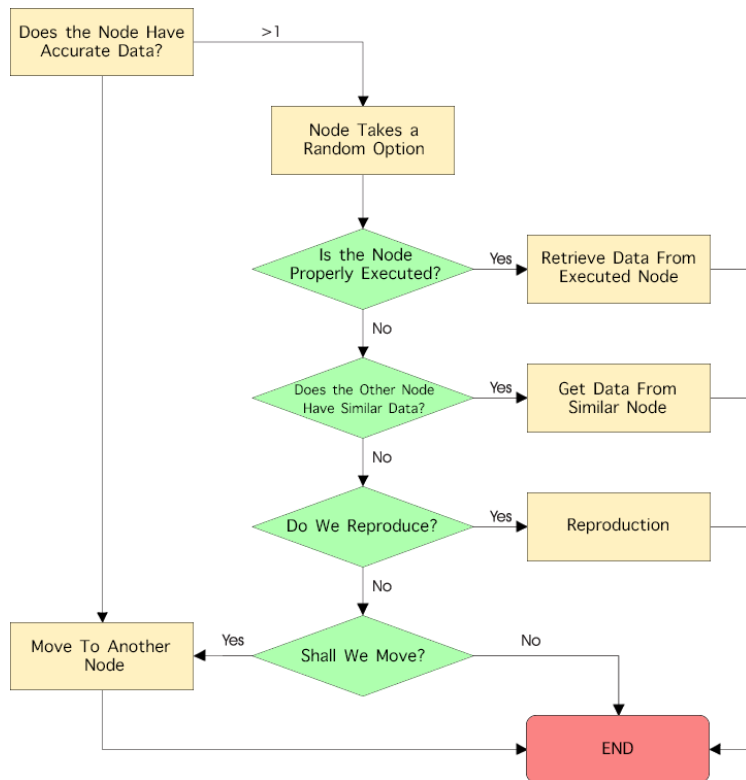 Does the Node Have
Accurate Data?
>1
Node Takes a
Random Option
Is the Node
Properly Executed?
Yes
Retrieve Data From
Executed Node
No
Does the Other Node
Have Similar Data?
Yes
Get Data From
Similar Node
No
Do We Reproduce?
Yes
Reproduction
No
Move To Another
Node
Yes
Shall We Move?
No
END